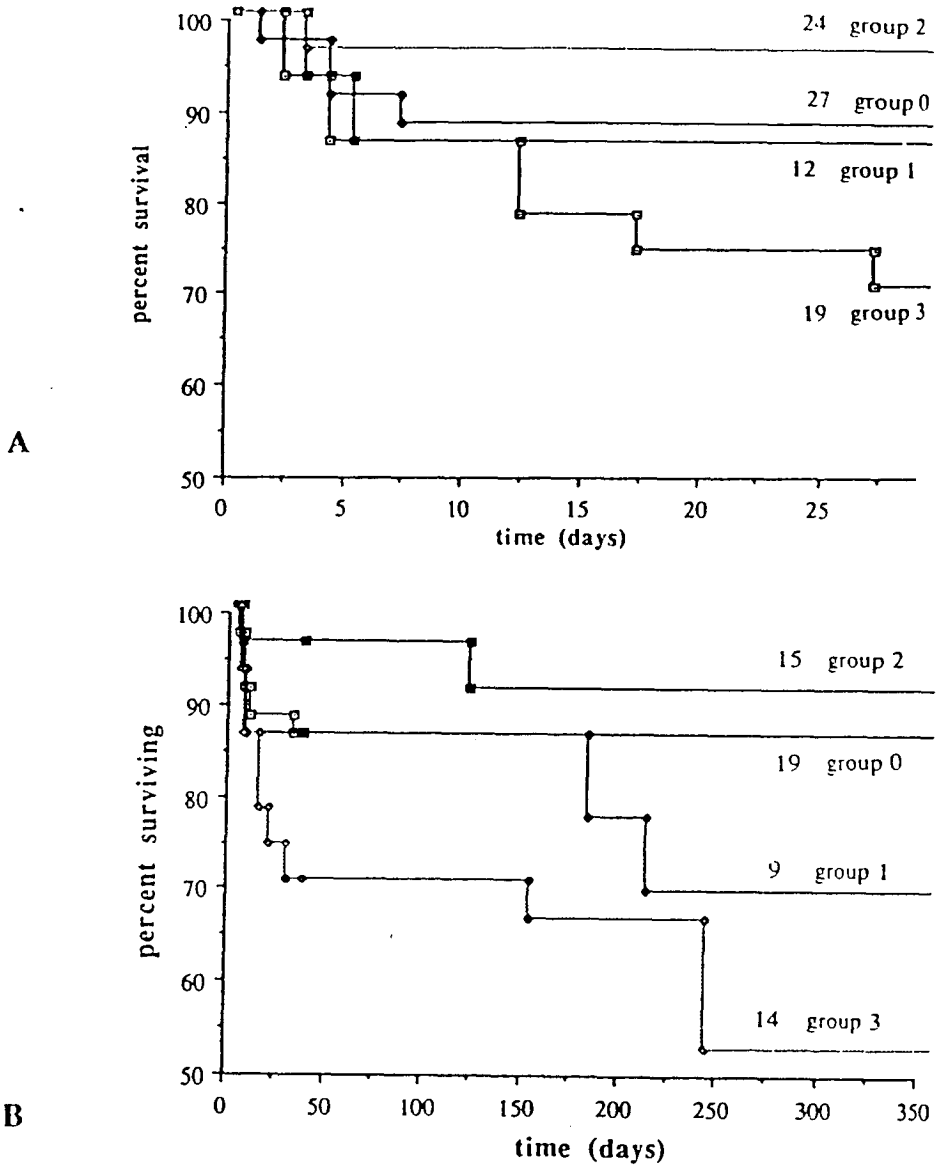 100
90
80
70
60
50
percent survival
24 group 2
27 group 0
12 group 1
19 group 3
0 5 10 15 20 25
time (days)
A
100
90
80
70
60
50
percent surviving
15 group 2
19 group 0
9 group 1
14 group 3
0 50 100 150 200 250 300 350
time (days)
B